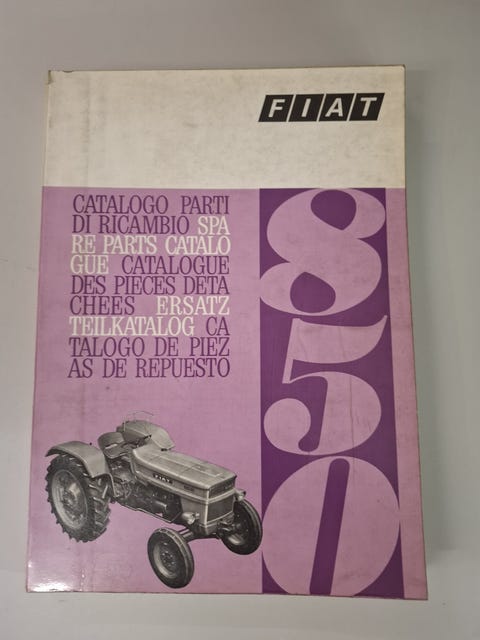 FIAT
CATALOGO PARTI
DI RICAMBIO SPA
RE PARTS CATALO
GUE CATALOGUE
DES PIECES DETA
CHEES ERSATZ
TEILKATALOG CA
TALOGO DE PIEZ
AS DE REPUESTO
850
FIAT